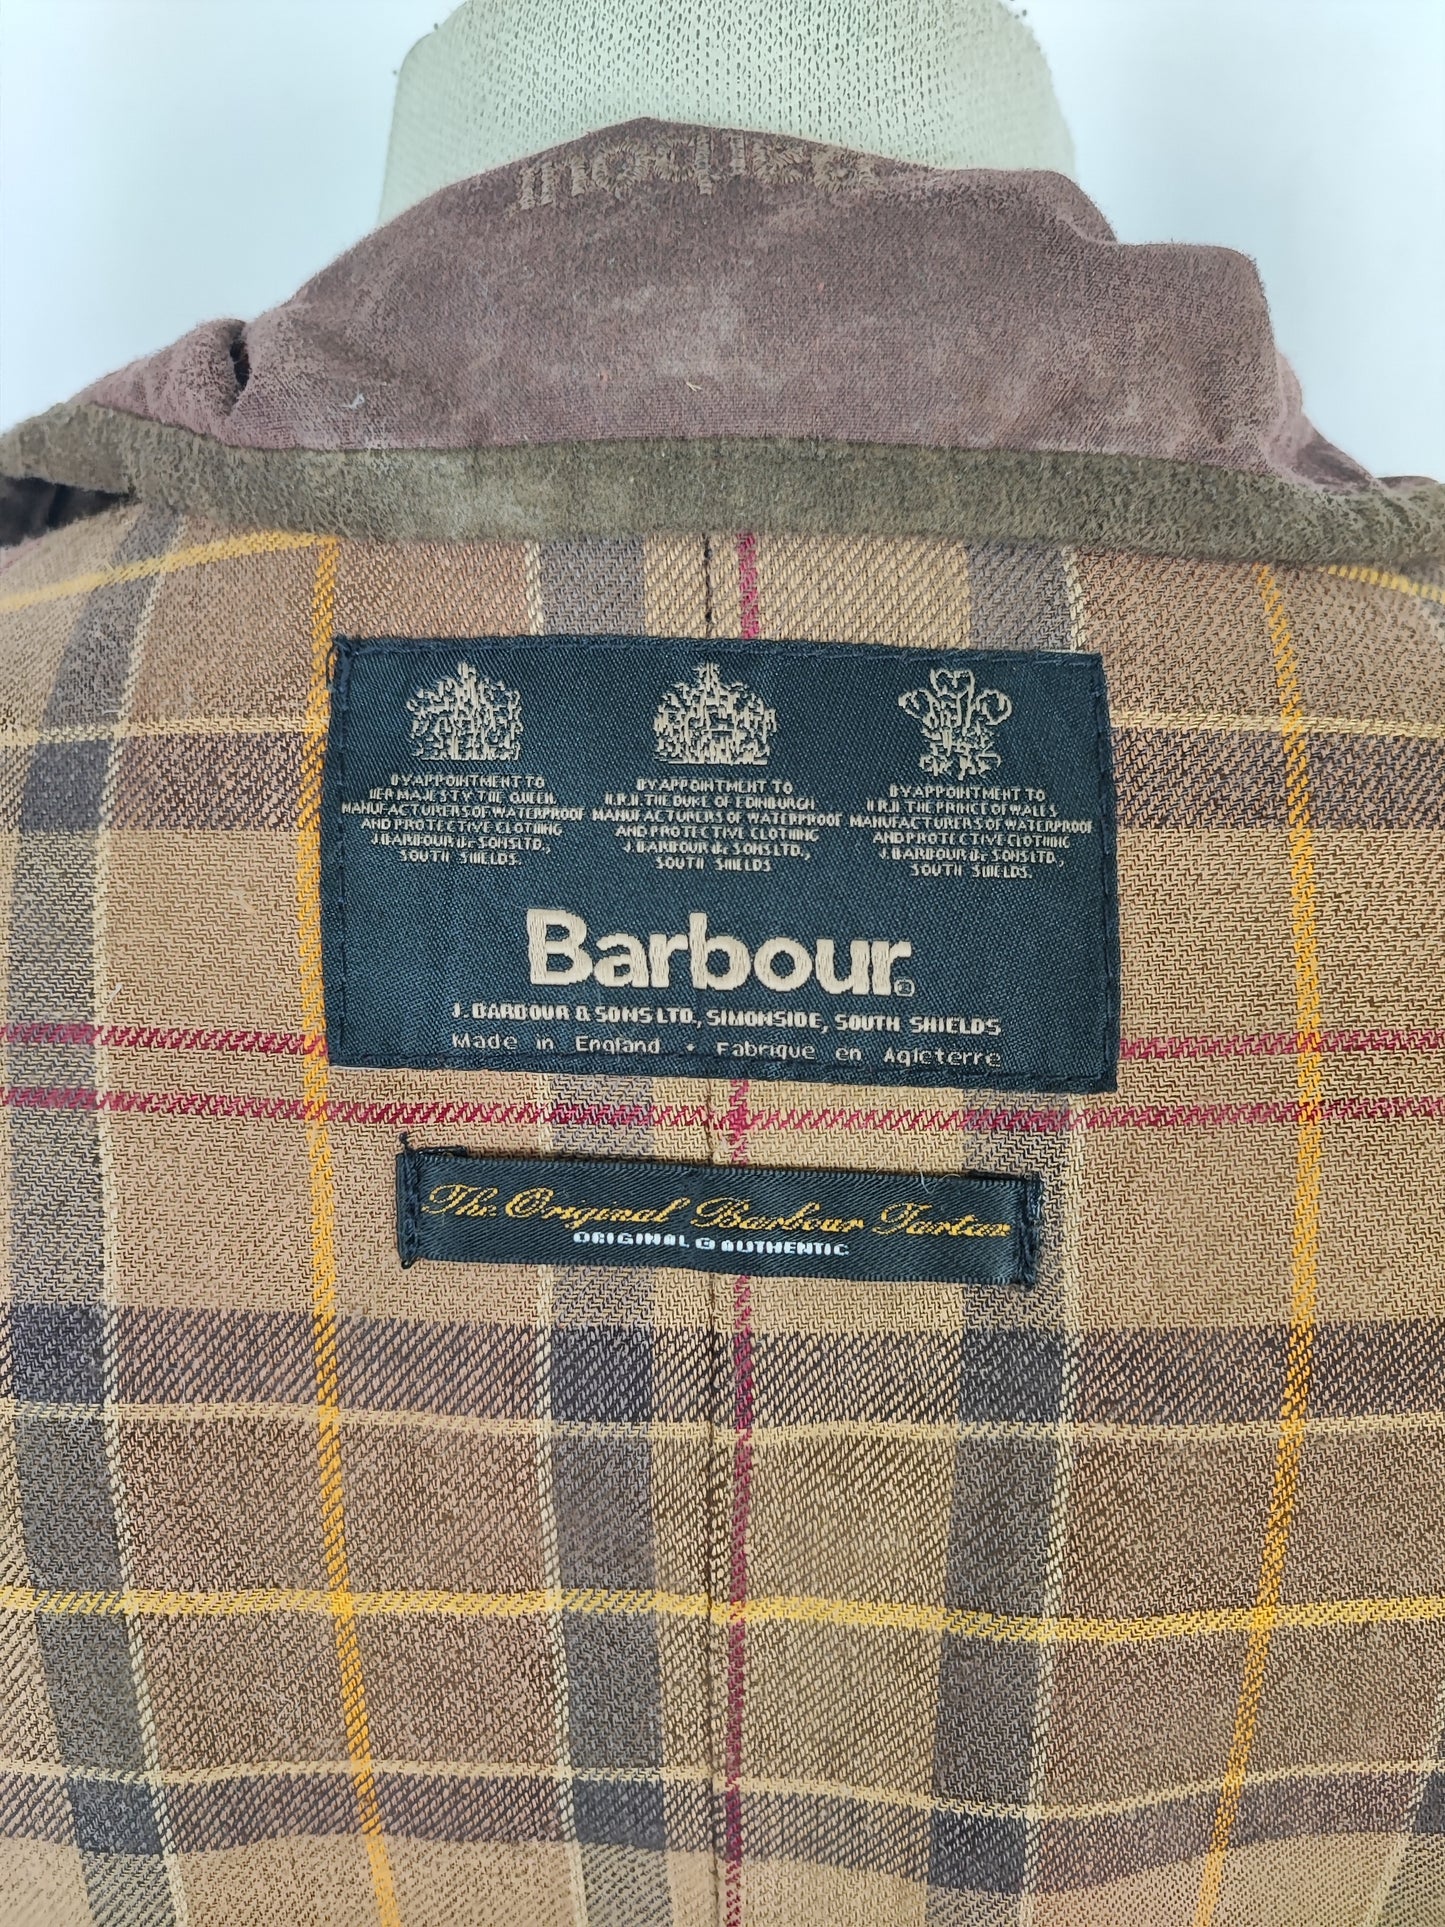 Barbour
BY APPOINTMENT TO
HER MAJESTY THE QUEEN
MANUFACTURERS OF WATERPROOF
AND PROTECTIVE CLOTHING
J. BARBOUR & SONS LTD.,
SOUTH SHIELDS.
BY APPOINTMENT TO
H.R.H. THE DUKE OF EDINBURGH
MANUFACTURERS OF WATERPROOF
AND PROTECTIVE CLOTHING
J. BARBOUR & SONS LTD.,
SOUTH SHIELDS
BY APPOINTMENT TO
H.R.H THE PRINCE OF WALES
MANUFACTURERS OF WATERPROOF
AND PROTECTIVE CLOTHING
J. BARBOUR & SONS LTD.,
SOUTH SHIELDS.
Barbour®
J. BARBOUR & SONS LTD., SIMONSIDE, SOUTH SHIELDS
Made in England • Fabrique en Agleterre
The Original Barbour Tartan
ORIGINAL & AUTHENTIC